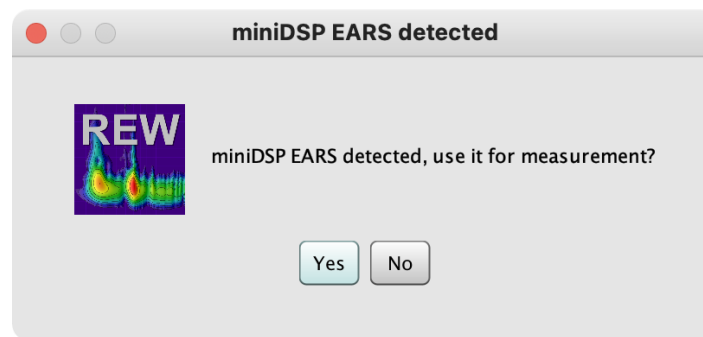 miniDSP EARS detected
REW
miniDSP EARS detected, use it for measurement?
Yes
No